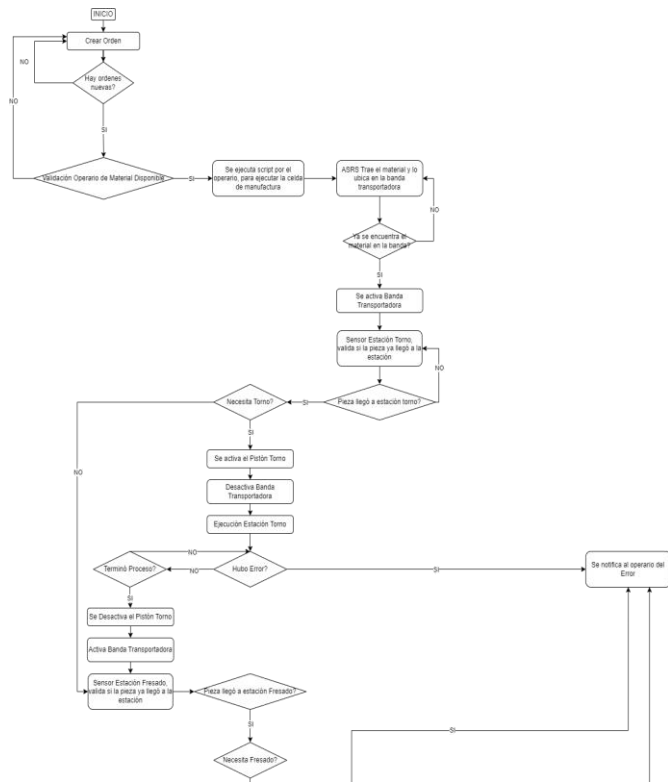 INICIO
Crear Orden
NO
Hay ordenes
nuevas?
NO
SI
Validación Operario de Material Disponible
SI
Se ejecuta script por el
operario, para ejecutar la celda
de manufactura
ASRS Trae el material y lo
ubica en la banda
transportadora
NO
Ya se encuentra el
material en la banda?
SI
Se activa Banda
Transportadora
Sensor Estación Torno,
valida si la pieza ya llegó a la
estación
NO
Necesita Torno?
SI
Pieza llegó a estación torno?
SI
Se activa el Pistón Torno
NO
Desactiva Banda
Transportadora
Ejecución Estación Torno
NO
Terminó Proceso?
NO
Hubo Error?
SI
Se notifica al operario del
Error
SI
Se Desactiva el Pistón Torno
Activa Banda Transportadora
Sensor Estación Fresado,
valida si la pieza ya llegó a la
estación
Pieza llegó a estación Fresado?
SI
SI
Necesita Fresado?